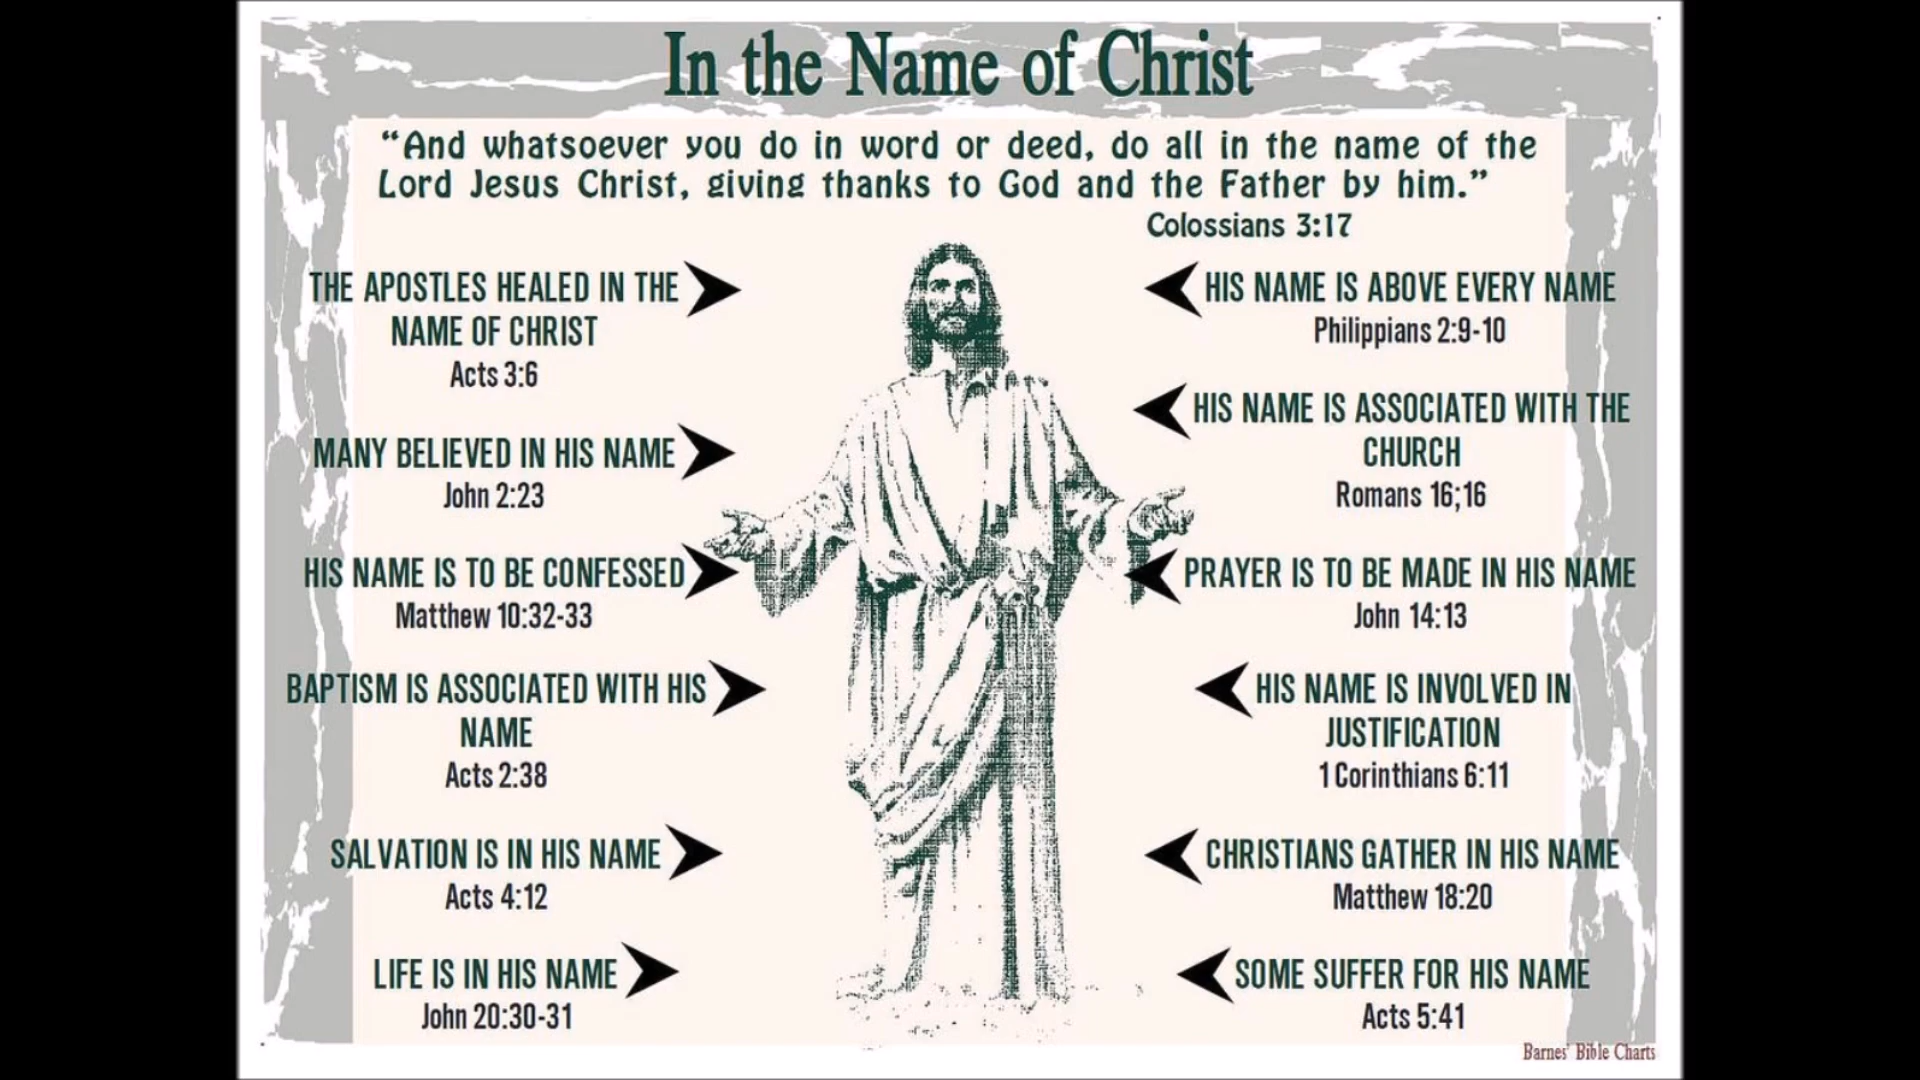 In the Name of Christ
“And whatsoever you do in word or deed, do all in the name of the
Lord Jesus Christ, giving thanks to God and the Father by him.”
Colossians 3:17
THE APOSTLES HEALED IN THE
NAME OF CHRIST
Acts 3:6
MANY BELIEVED IN HIS NAME
John 2:23
HIS NAME IS TO BE CONFESSED
Matthew 10:32-33
BAPTISM IS ASSOCIATED WITH HIS
NAME
Acts 2:38
SALVATION IS IN HIS NAME
Acts 4:12
LIFE IS IN HIS NAME
John 20:30-31
HIS NAME IS ABOVE EVERY NAME
Philippians 2:9-10
HIS NAME IS ASSOCIATED WITH THE
CHURCH
Romans 16;16
PRAYER IS TO BE MADE IN HIS NAME
John 14:13
HIS NAME IS INVOLVED IN
JUSTIFICATION
1 Corinthians 6:11
CHRISTIANS GATHER IN HIS NAME
Matthew 18:20
SOME SUFFER FOR HIS NAME
Acts 5:41
Barnes' Bible Charts